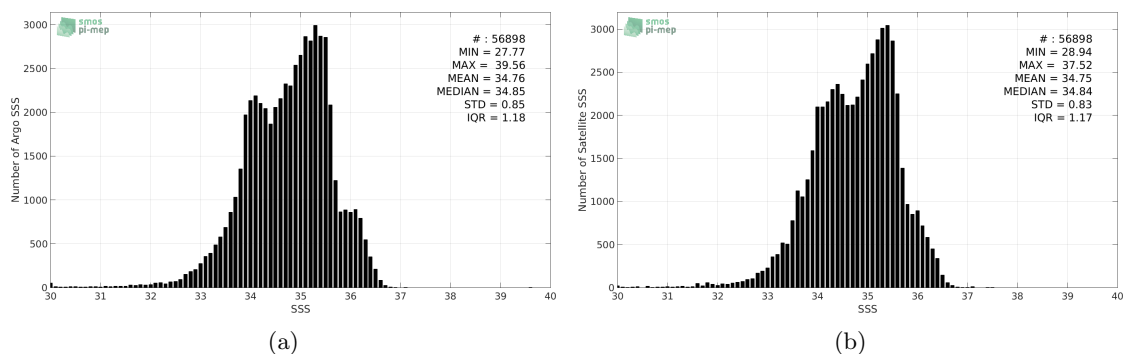 smos
pi-mep
# : 56898
MIN = 27.77
MAX = 39.56
MEAN = 34.76
MEDIAN = 34.85
STD = 0.85
IQR = 1.18
Number of Argo SSS
3000
2500
2000
1500
1000
500
0
30 31 32 33 34 35 36 37 38 39 40
SSS
(a)
smos
pi-mep
# : 56898
MIN = 28.94
MAX = 37.52
MEAN = 34.75
MEDIAN = 34.84
STD = 0.83
IQR = 1.17
Number of Satellite SSS
3000
2500
2000
1500
1000
500
0
30 31 32 33 34 35 36 37 38 39 40
SSS
(b)